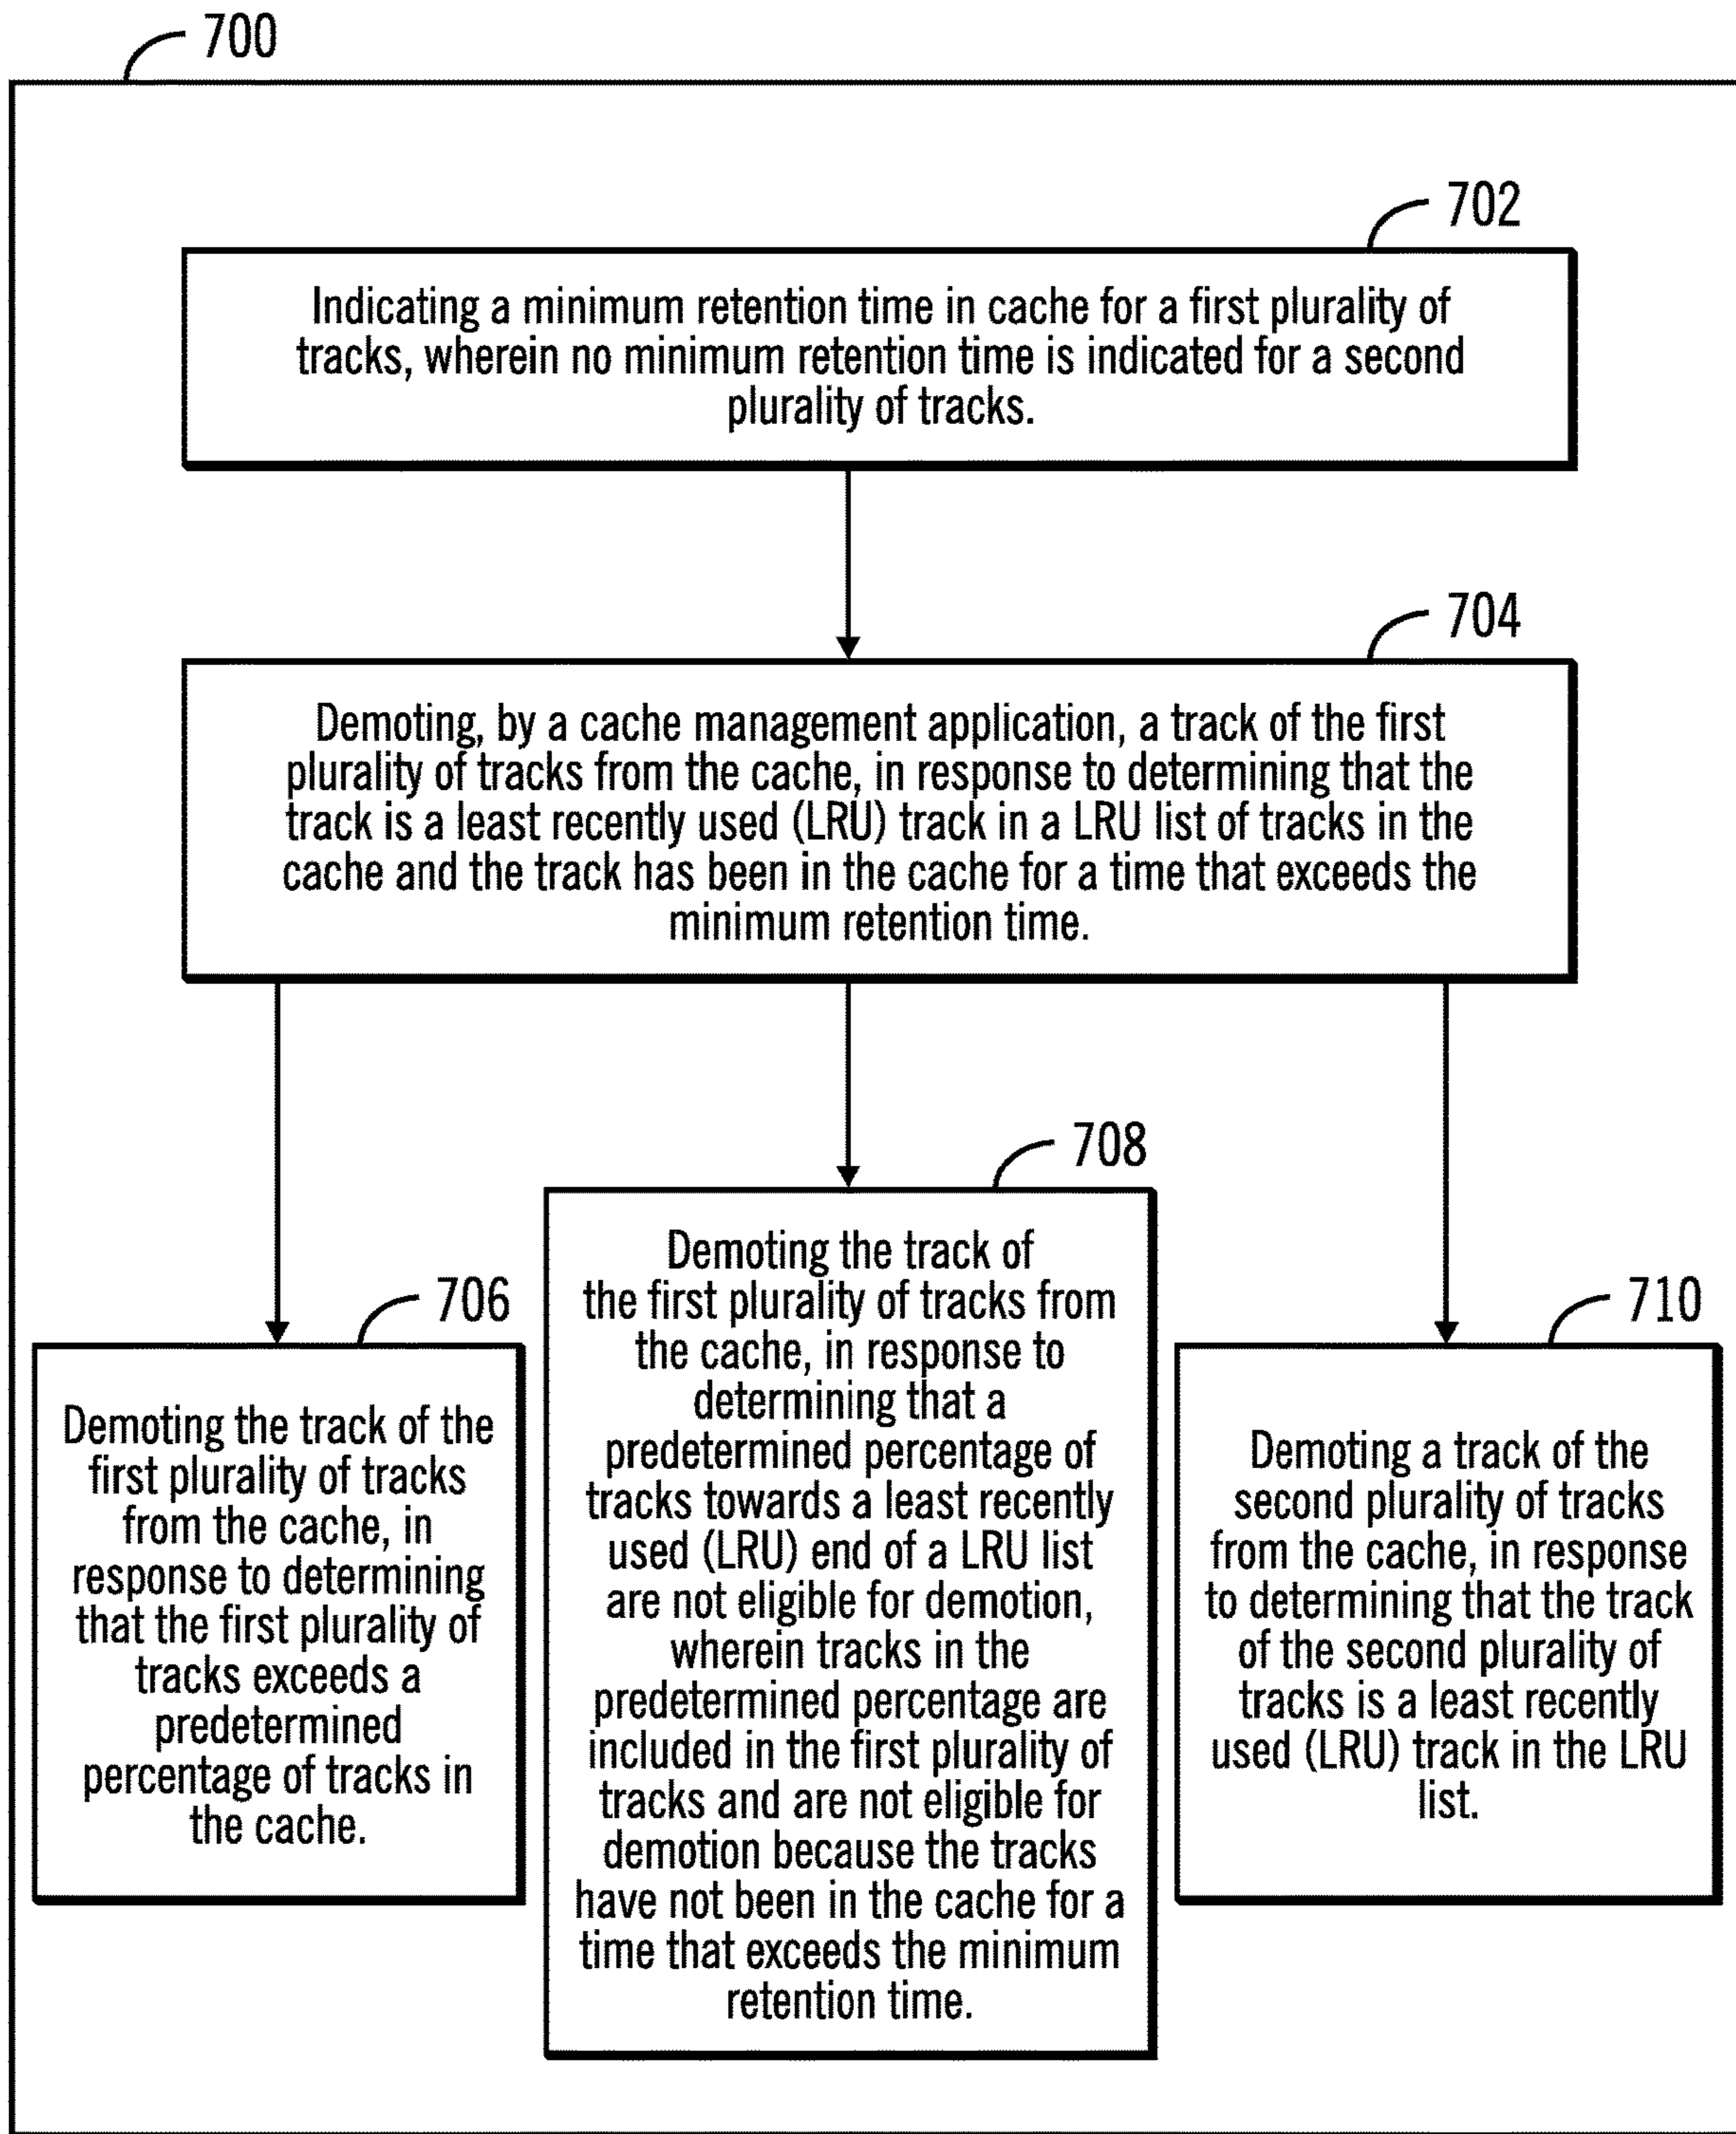 700
702
Indicating a minimum retention time in cache for a first plurality of
tracks, wherein no minimum retention time is indicated for a second
plurality of tracks.
704
Demoting, by a cache management application, a track of the first
plurality of tracks from the cache, in response to determining that the
track is a least recently used (LRU) track in a LRU list of tracks in the
cache and the track has been in the cache for a time that exceeds the
minimum retention time.
706
Demoting the track of the
first plurality of tracks
from the cache, in
response to determining
that the first plurality of
tracks exceeds a
predetermined
percentage of tracks in
the cache.
708
Demoting the track of
the first plurality of tracks from
the cache, in response to
determining that a
predetermined percentage of
tracks towards a least recently
used (LRU) end of a LRU list
are not eligible for demotion,
wherein tracks in the
predetermined percentage are
included in the first plurality of
tracks and are not eligible for
demotion because the tracks
have not been in the cache for a
time that exceeds the minimum
retention time.
710
Demoting a track of the
second plurality of tracks
from the cache, in response
to determining that the track
of the second plurality of
tracks is a least recently
used (LRU) track in the LRU
list.